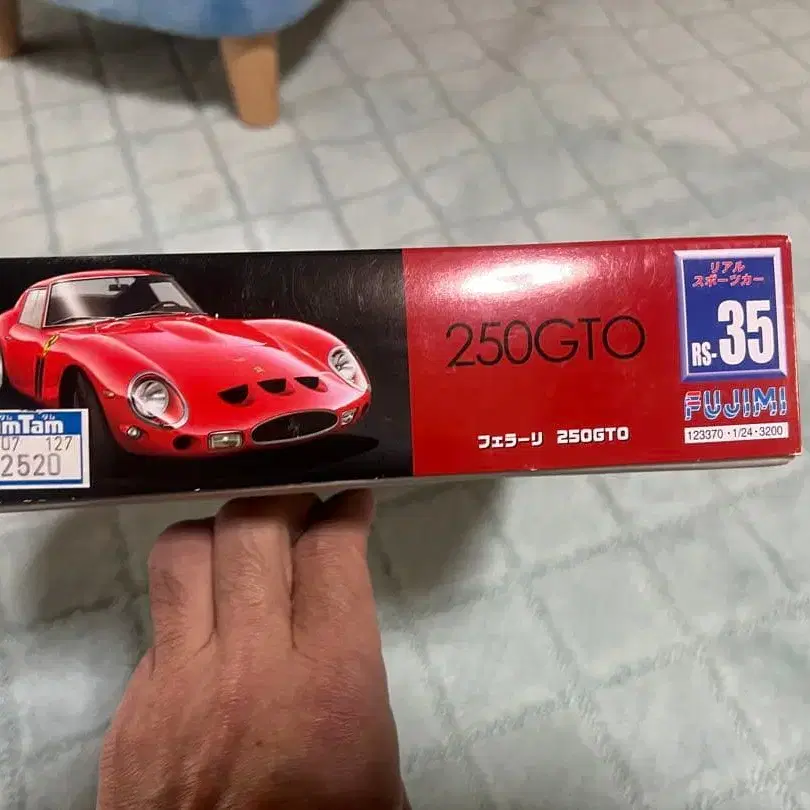 250GTO
フェラーリ 250GTO
リアル
スポーツカー
RS-35
FUJIMI
123370・1/24・3200
mTam
07 127
2520